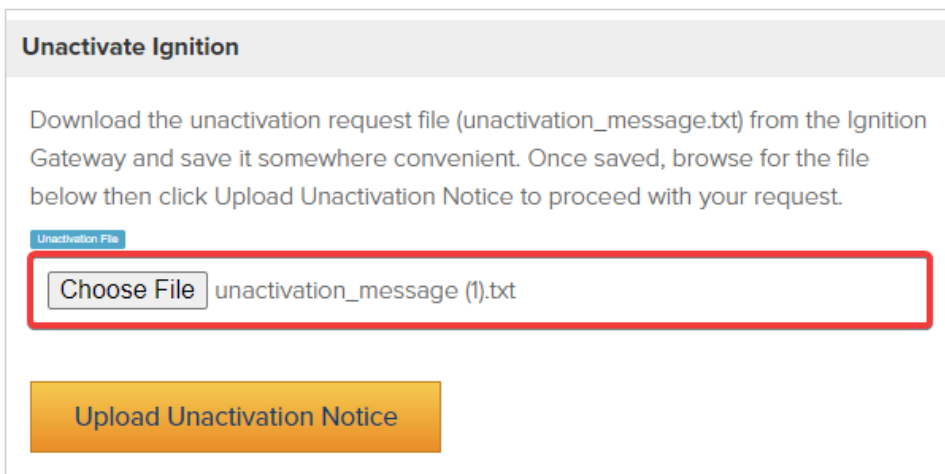 Unactivate Ignition
Download the unactivation request file (unactivation_message.txt) from the Ignition
Gateway and save it somewhere convenient. Once saved, browse for the file
below then click Upload Unactivation Notice to proceed with your request.
Unactivation File
Choose File unactivation_message (1).txt
Upload Unactivation Notice